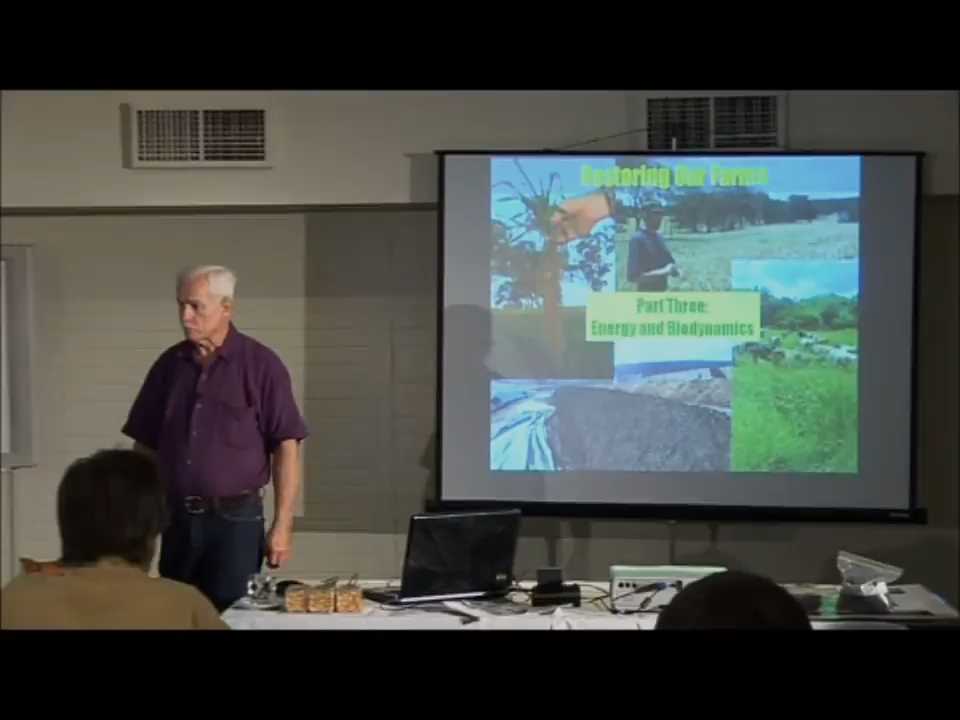 Restoring Our Farms
Part Three:
Energy and Biodynamics